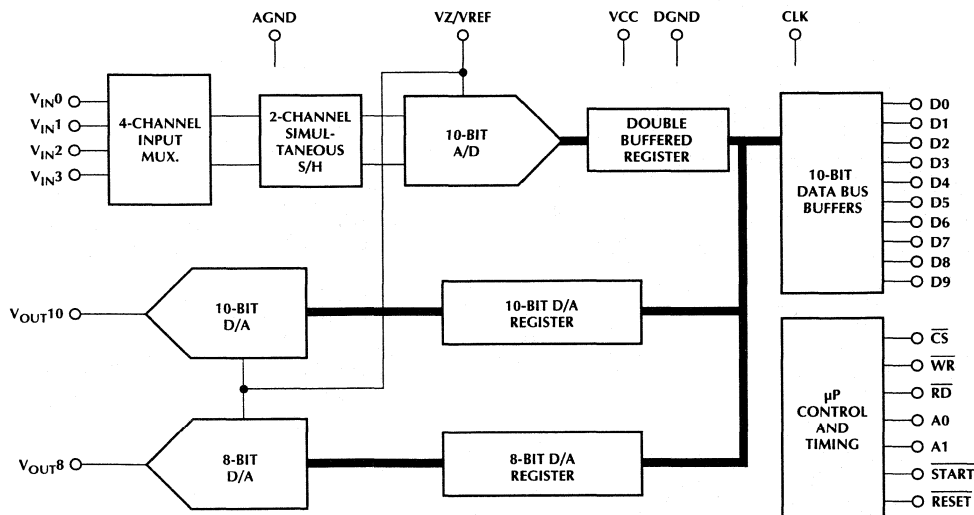 AGND
VZ/VREF
VCC
DGND
CLK
VIN0
VIN1
VIN2
VIN3
4-CHANNEL
INPUT
MUX.
2-CHANNEL
SIMUL-
TANEOUS
S/H
10-BIT
A/D
DOUBLE
BUFFERED
REGISTER
10-BIT
DATA BUS
BUFFERS
D0
D1
D2
D3
D4
D5
D6
D7
D8
D9
VOUT10
10-BIT
D/A
10-BIT D/A
REGISTER
VOUT8
8-BIT
D/A
8-BIT D/A
REGISTER
µP
CONTROL
AND
TIMING
CS
WR
RD
A0
A1
START
RESET